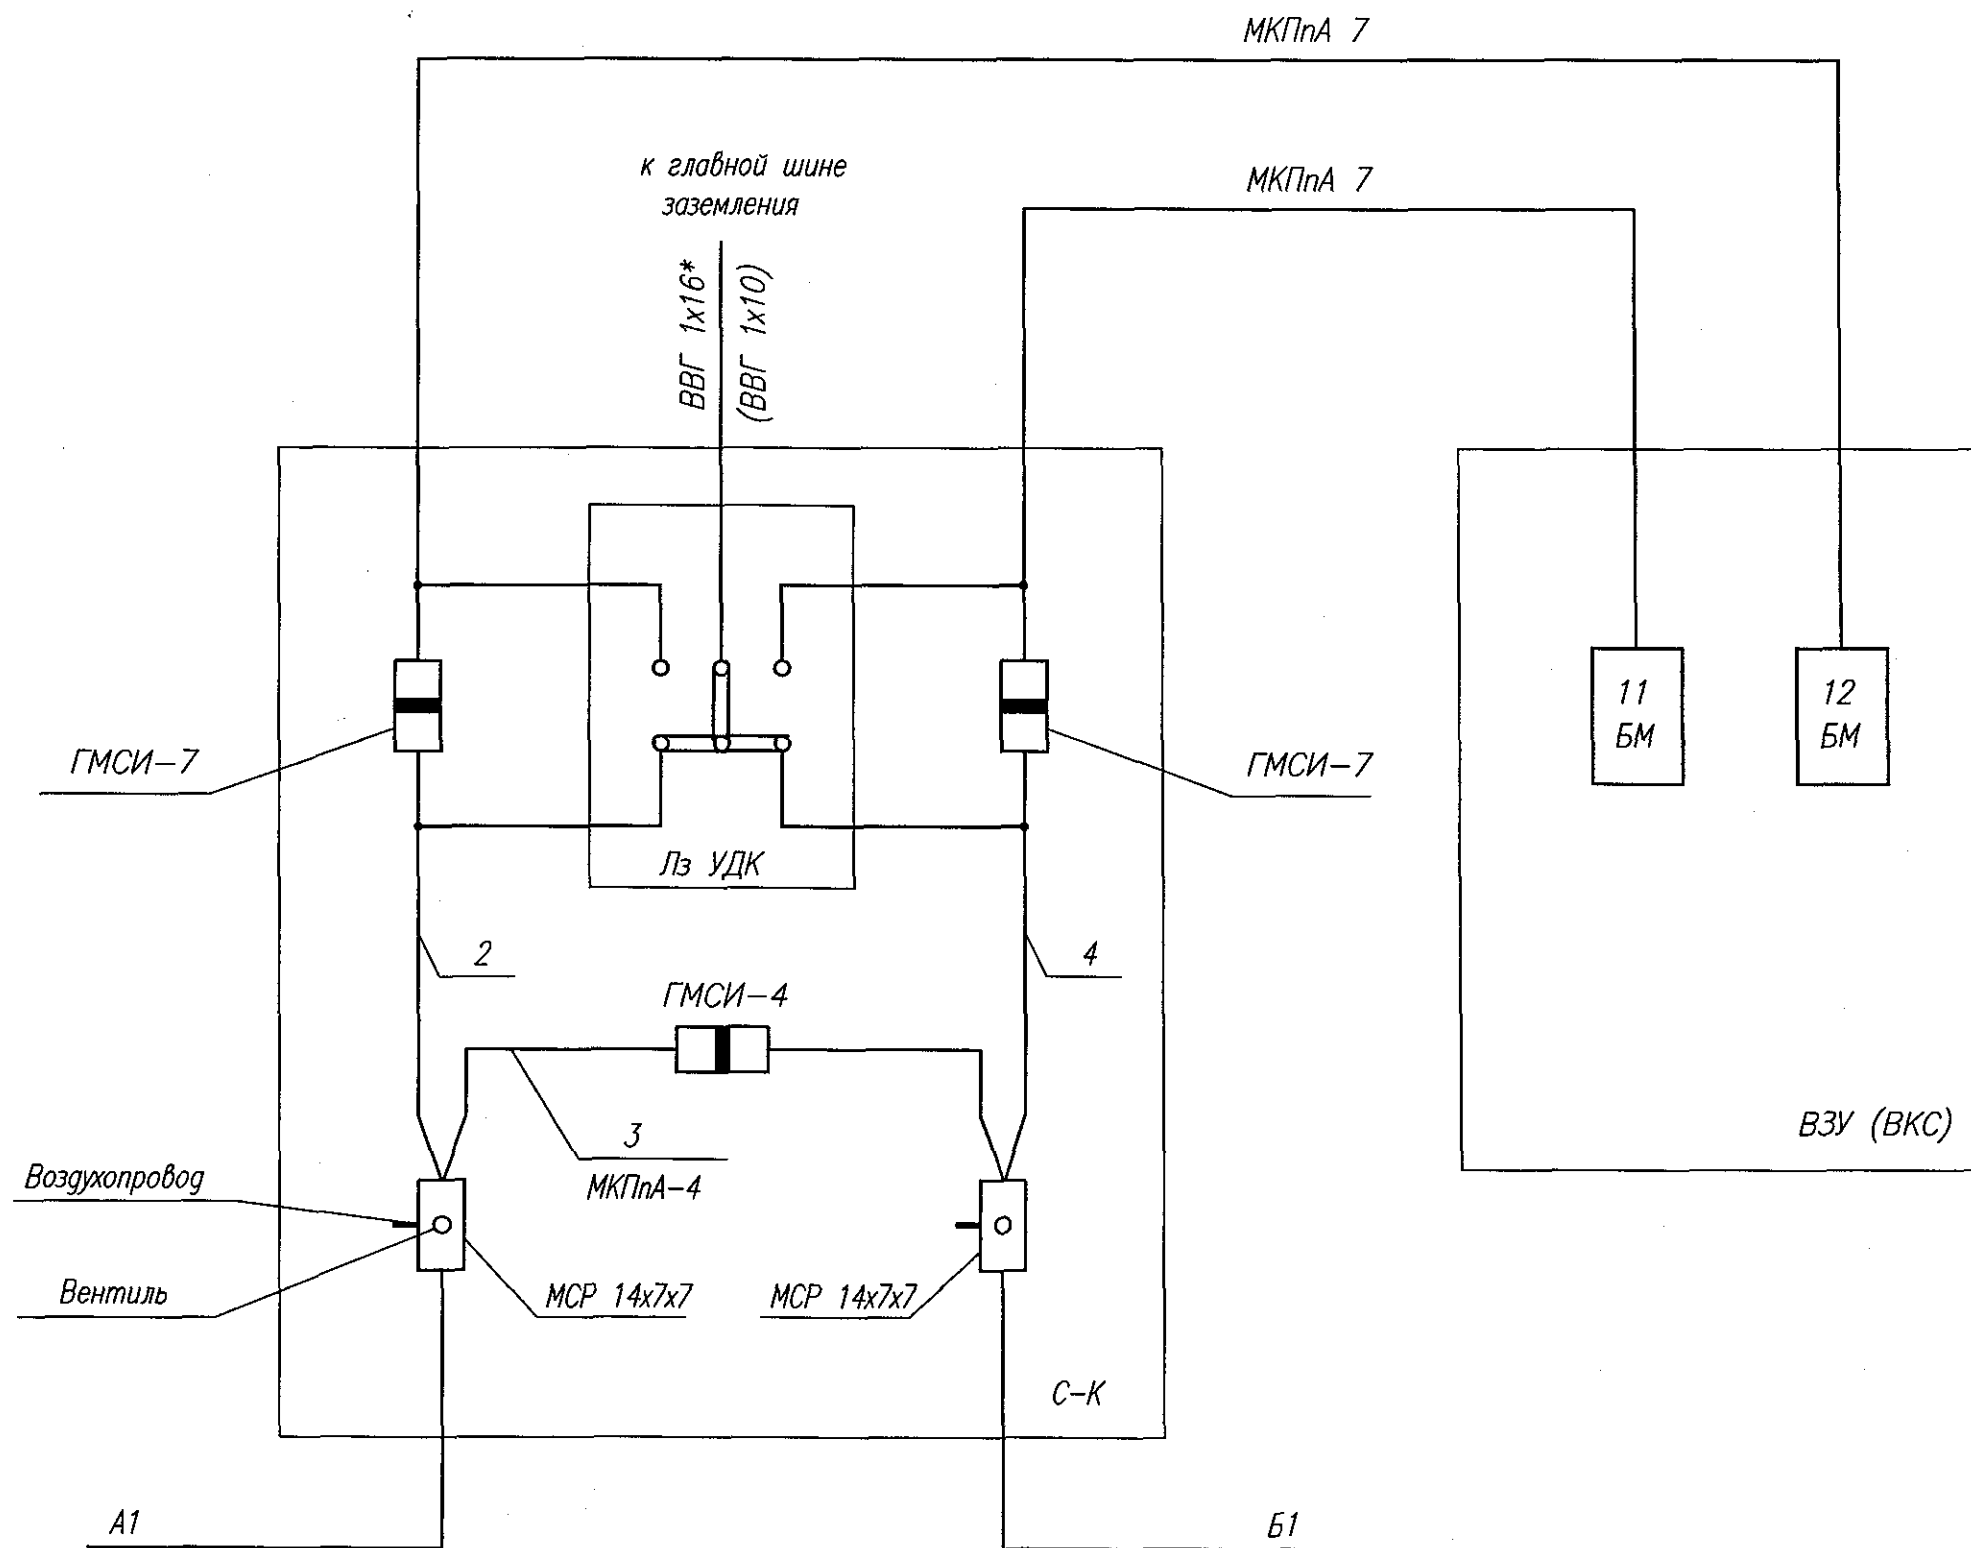 МКПпА 7
к главной шине
заземления
МКПпА 7
ВВГ 1х16*
(ВВГ 1х10)
ГМСИ-7
ГМСИ-7
11
БМ
12
БМ
Лз УДК
2
4
ГМСИ-4
3
МКПпА-4
ВЗУ (ВКС)
Воздухопровод
Вентиль
МСР 14х7х7
МСР 14х7х7
С-К
А1
Б1